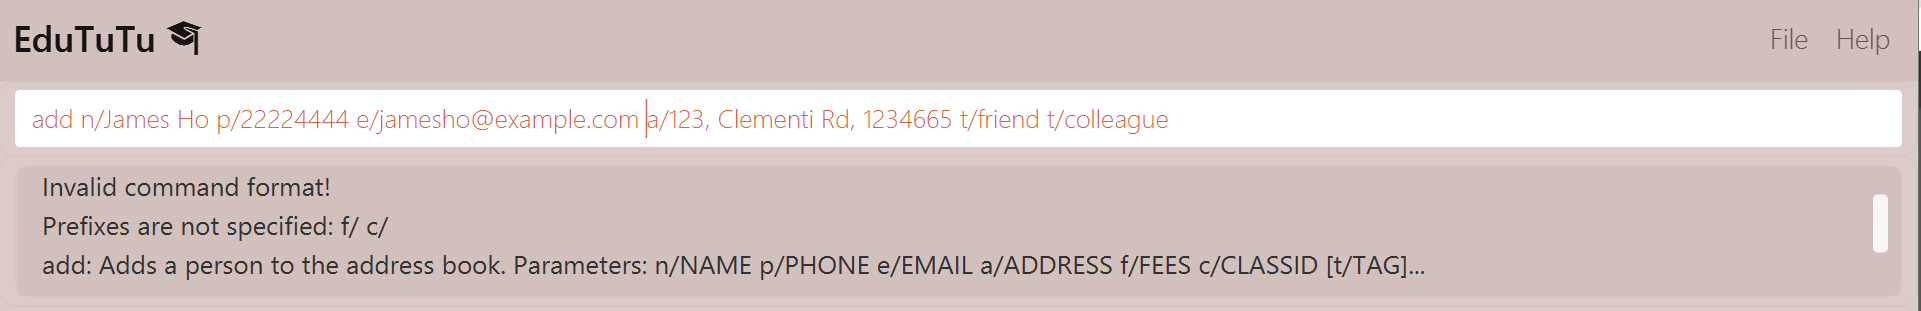 EduTuTu
File Help
add n/James Ho p/22224444 e/jamesho@example.com a/123, Clementi Rd, 1234665 t/friend t/colleague
Invalid command format!
Prefixes are not specified: f/ c/
add: Adds a person to the address book. Parameters: n/NAME p/PHONE e/EMAIL a/ADDRESS f/FEES c/CLASSID [t/TAG]...